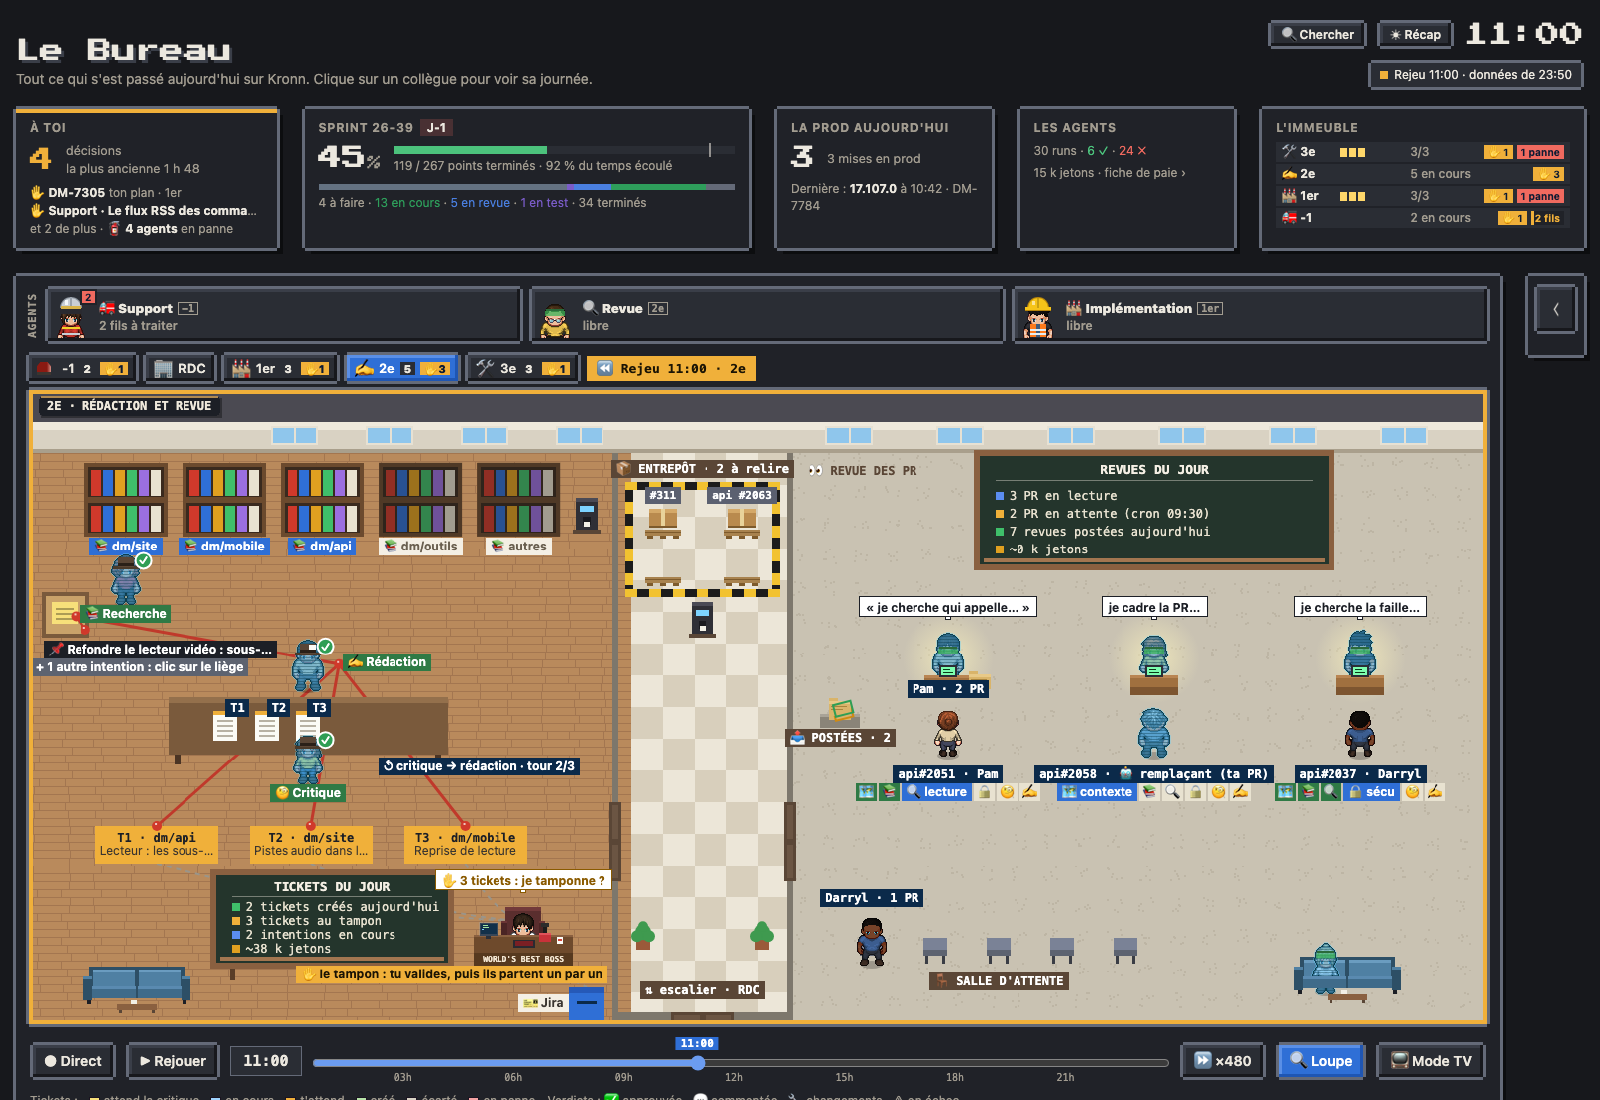 Le Bureau
Tout ce qui s'est passé aujourd'hui sur Kronn. Clique sur un collègue pour voir sa journée.
Chercher
Récap
11:00
Rejeu 11:00 · données de 23:50
À TOI
4
décisions
la plus ancienne 1 h 48
DM-7305 ton plan · 1er
Support · Le flux RSS des comma...
et 2 de plus · 4 agents en panne
SPRINT 26-39 J-1
45%
119 / 267 points terminés · 92 % du temps écoulé
4 à faire · 13 en cours · 5 en revue · 1 en test · 34 terminés
LA PROD AUJOURD'HUI
3 3 mises en prod
Dernière : 17.107.0 à 10:42 · DM-
7784
LES AGENTS
30 runs · 6 ✓ · 24 ✕
15 k jetons · fiche de paie ›
L'IMMEUBLE
3e 3/3 1 1 panne
2e 5 en cours 3
1er 3/3 1 1 panne
-1 2 en cours 1 2 fils
AGENTS
2
Support -1
2 fils à traiter
Revue 2e
libre
Implémentation 1er
libre
-1 2 1
RDC
1er 3 1
2e 5 3
3e 3 1
Rejeu 11:00 · 2e
2E · RÉDACTION ET REVUE
ENTREPÔT · 2 à relire
REVUE DES PR
#311
api #2063
REVUES DU JOUR
3 PR en lecture
2 PR en attente (cron 09:30)
7 revues postées aujourd'hui
~0 k jetons
dm/site
dm/mobile
dm/api
dm/outils
autres
Recherche
Refondre le lecteur vidéo : sous-...
+ 1 autre intention : clic sur le liège
Rédaction
T1
T2
T3
critique → rédaction · tour 2/3
Critique
T1 · dm/api
Lecteur : les sous-...
T2 · dm/site
Pistes audio dans l...
T3 · dm/mobile
Reprise de lecture
« je cherche qui appelle... »
je cadre la PR...
je cherche la faille...
Pam · 2 PR
POSTÉES · 2
api#2051 · Pam
api#2058 · remplaçant (ta PR)
api#2037 · Darryl
lecture
contexte
sécu
TICKETS DU JOUR
2 tickets créés aujourd'hui
3 tickets au tampon
2 intentions en cours
~38 k jetons
3 tickets : je tamponne ?
WORLD'S BEST BOSS
le tampon : tu valides, puis ils partent un par un
Jira
escalier · RDC
Darryl · 1 PR
SALLE D'ATTENTE
Direct
Rejouer
11:00
11:00
03h
06h
09h
12h
15h
18h
21h
×480
Loupe
Mode TV